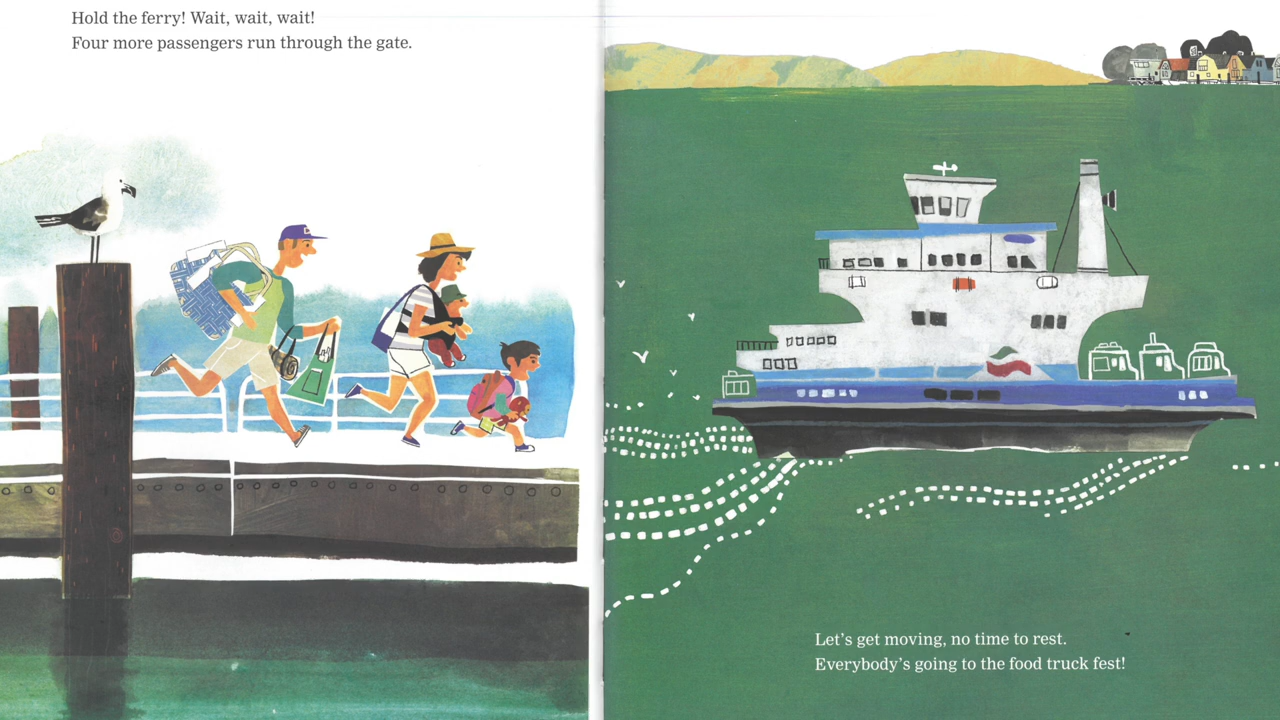 Hold the ferry! Wait, wait, wait!
Four more passengers run through the gate.
Let’s get moving, no time to rest.
Everybody’s going to the food truck fest!